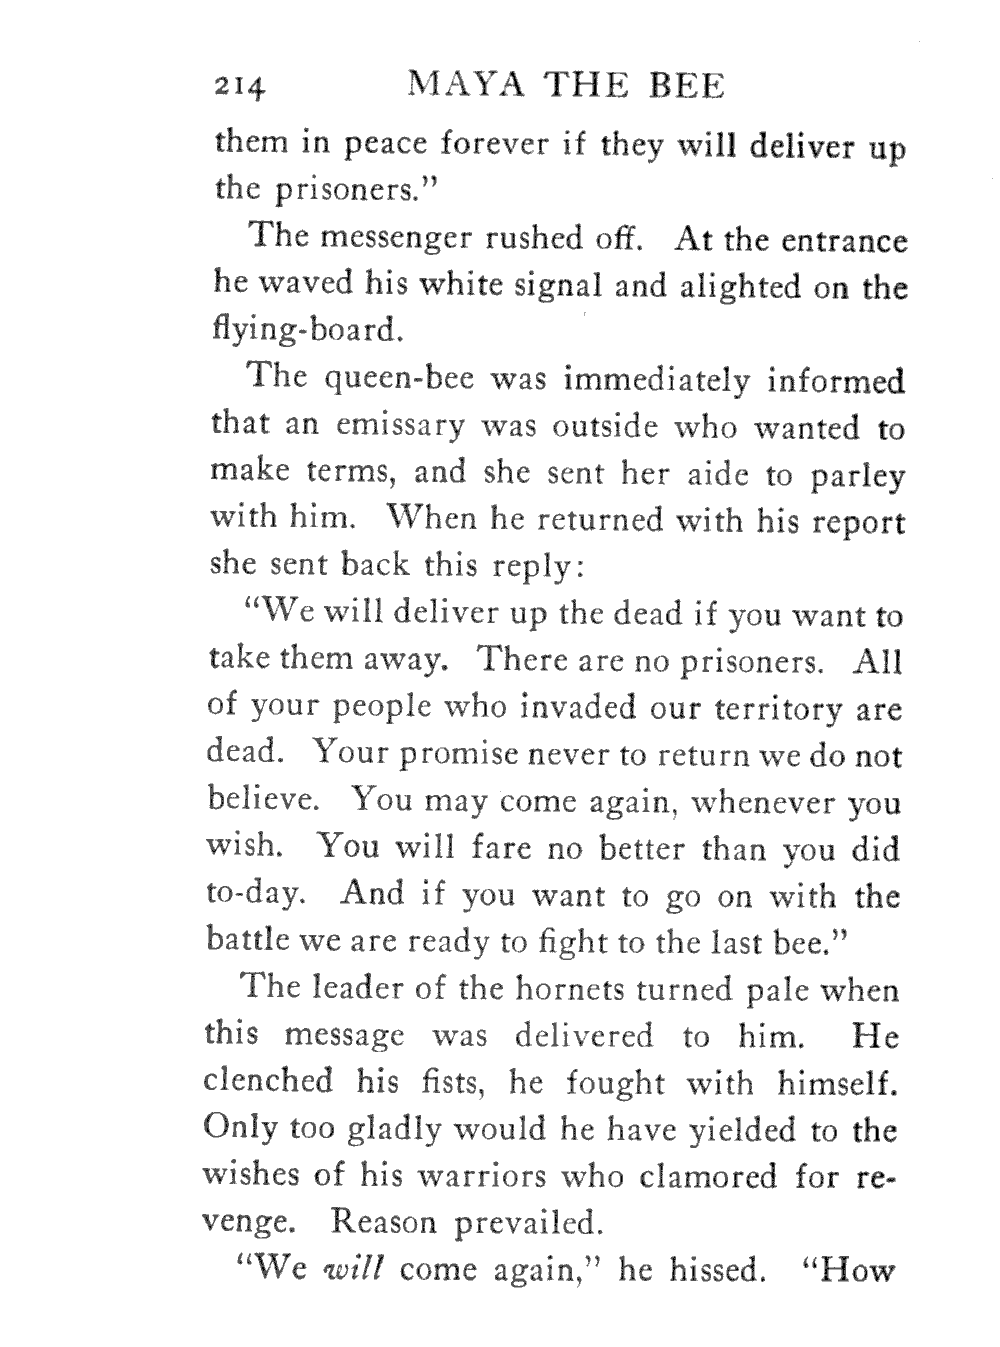 214 MAYA THE BEE
them in peace forever if they will deliver up
the prisoners.”
The messenger rushed off. At the entrance
he waved his white signal and alighted on the
flying-board.
The queen-bee was immediately informed
that an emissary was outside who wanted to
make terms, and she sent her aide to parley
with him. When he returned with his report
she sent back this reply:
“We will deliver up the dead if you want to
take them away. There are no prisoners. All
of your people who invaded our territory are
dead. Your promise never to return we do not
believe. You may come again, whenever you
wish. You will fare no better than you did
to-day. And if you want to go on with the
battle we are ready to fight to the last bee.”
The leader of the hornets turned pale when
this message was delivered to him. He
clenched his fists, he fought with himself.
Only too gladly would he have yielded to the
wishes of his warriors who clamored for re-
venge. Reason prevailed.
“We will come again,” he hissed. “How